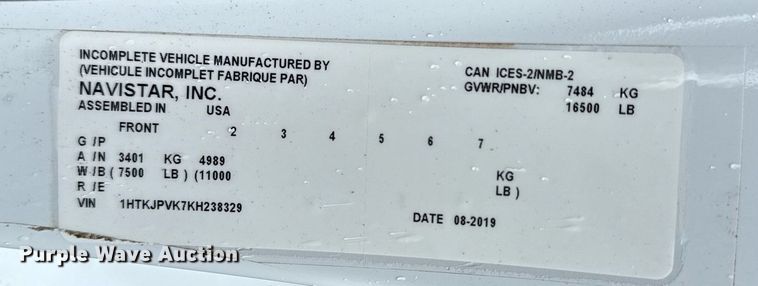 INCOMPLETE VEHICLE MANUFACTURED BY
(VEHICULE INCOMPLET FABRIQUE PAR)
NAVISTAR, INC.
ASSEMBLED IN USA
CAN ICES-2/NMB-2
GVWR/PNBV: 7484 KG
16500 LB
FRONT 2 3 4 5 6 7
G /P
A /N 3401 KG 4989 KG
W /B ( 7500 LB ) (11000 LB )
R /E
VIN 1HTKJPVK7KH238329
DATE 08-2019
Purple Wave Auction